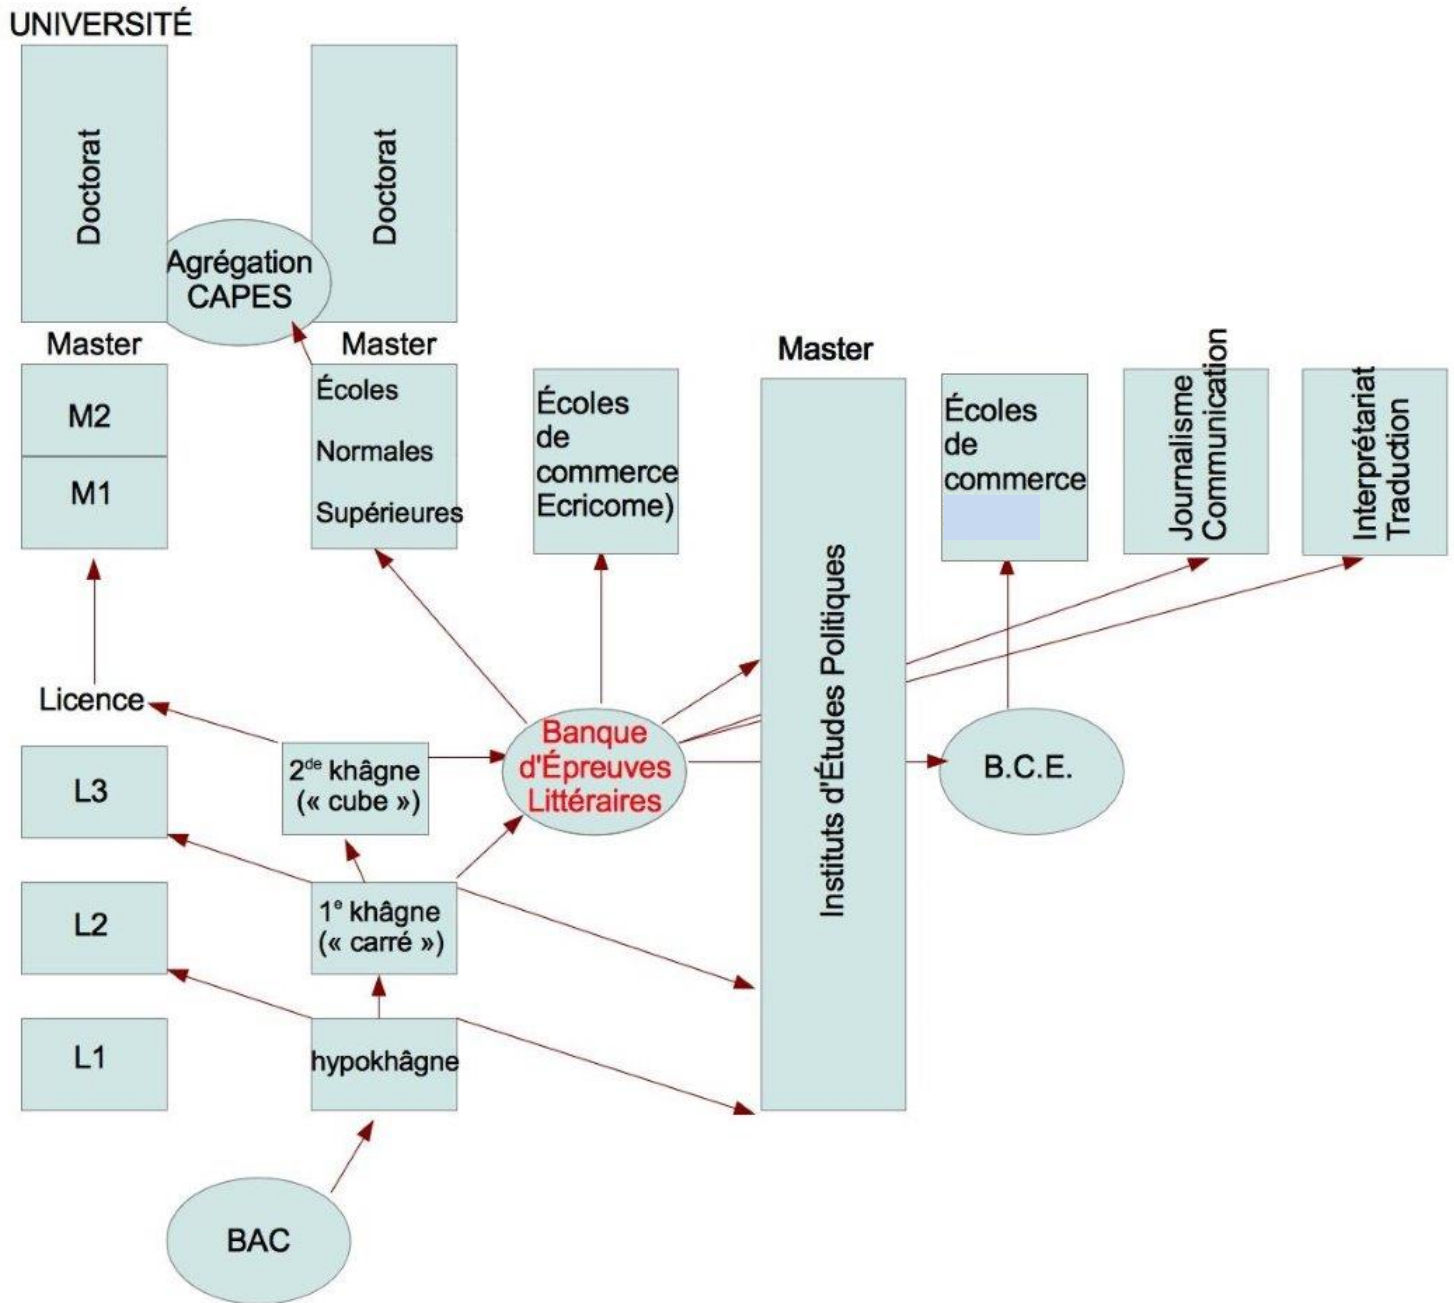 UNIVERSITÉ
Doctorat
Doctorat
Agrégation
CAPES
Master
Master
Master
M2
M1
Écoles
Normales
Supérieures
Écoles
de
commerce
Ecricome)
Instituts d'Études Politiques
Écoles
de
commerce
Journalisme
Communication
Interprétariat
Traduction
Licence
L3
2de khâgne
(« cube »)
Banque
d'Épreuves
Littéraires
B.C.E.
L2
1e khâgne
(« carré »)
L1
hypokhâgne
BAC